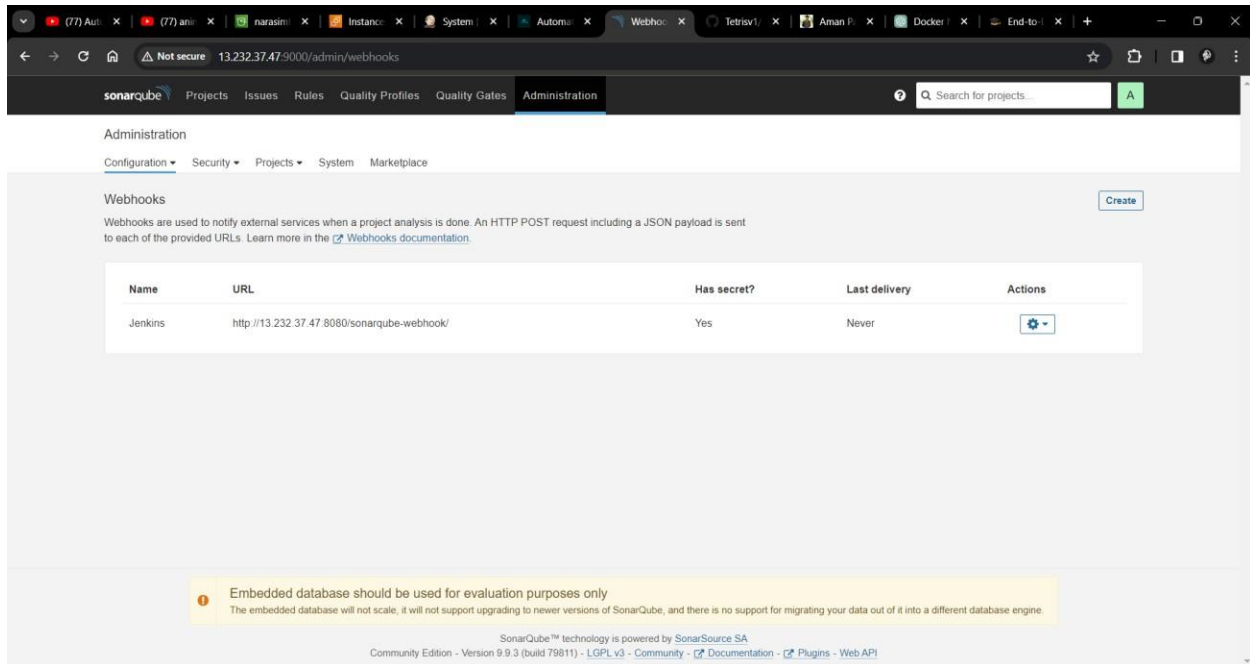 (77) Aut
(77) anin
narasim
Instance
System
Automa
Webhoo
Tetrisv1/
Aman P
Docker
End-to-
Not secure 13.232.37.47:9000/admin/webhooks
sonarqube Projects Issues Rules Quality Profiles Quality Gates Administration ? Search for projects... A
Administration
Configuration Security Projects System Marketplace
Webhooks Create
Webhooks are used to notify external services when a project analysis is done. An HTTP POST request including a JSON payload is sent
to each of the provided URLs. Learn more in the Webhooks documentation.
Name URL Has secret? Last delivery Actions
Jenkins http://13.232.37.47:8080/sonarqube-webhook/ Yes Never
Embedded database should be used for evaluation purposes only
The embedded database will not scale, it will not support upgrading to newer versions of SonarQube, and there is no support for migrating your data out of it into a different database engine.
SonarQube™ technology is powered by SonarSource SA
Community Edition - Version 9.9.3 (build 79811) - LGPL v3 - Community - Documentation - Plugins - Web API